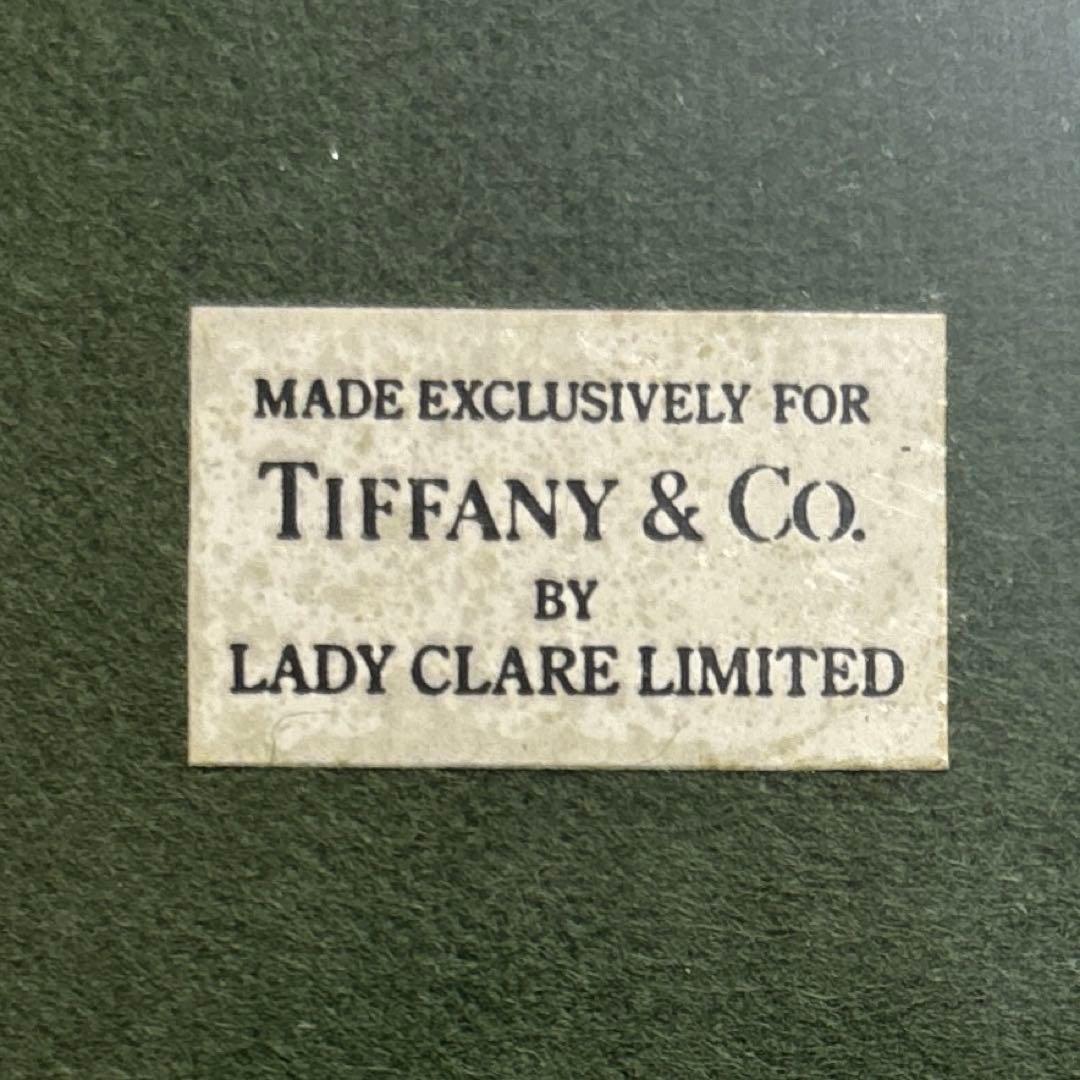 MADE EXCLUSIVELY FOR
TIFFANY & CO.
BY
LADY CLARE LIMITED